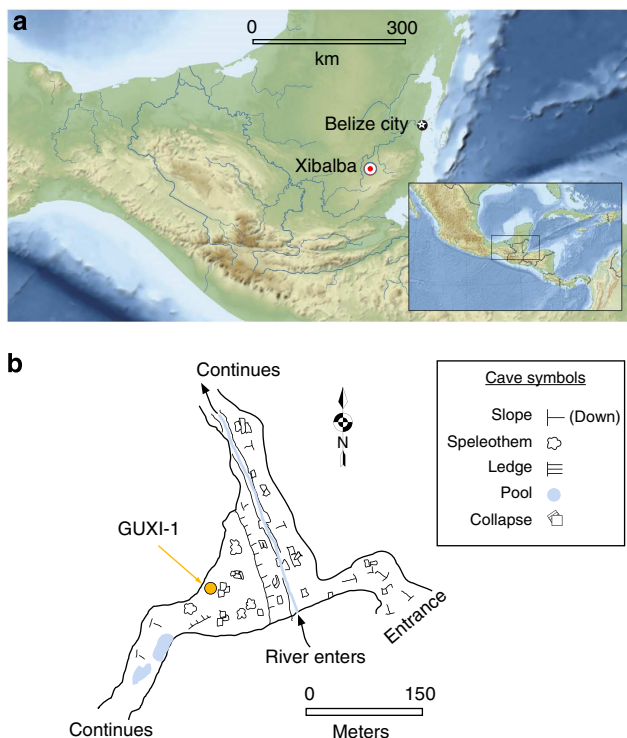 a
0 300
km
Belize city
Xibalba
b
Continues
N
GUXI-1
Entrance
River enters
Continues
0 150
Meters
Cave symbols
Slope (Down)
Speleothem
Ledge
Pool
Collapse